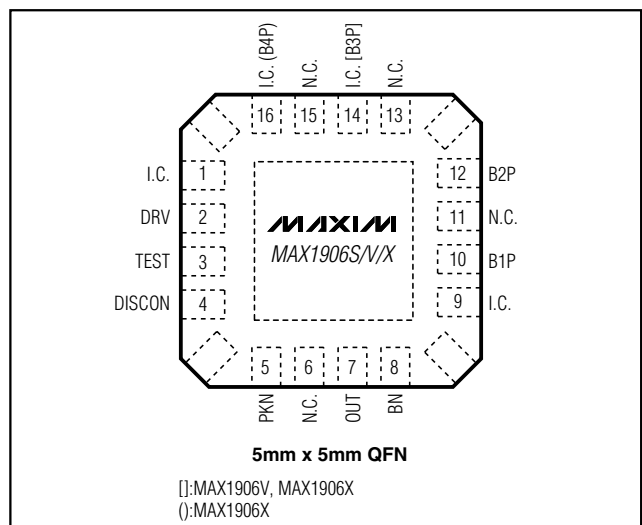 I.C. (B4P)
N.C.
I.C. [B3P]
N.C.
16 15 14 13
I.C. 1
DRV 2
TEST 3
DISCON 4
MAXIM
MAX1906S/V/X
12 B2P
11 N.C.
10 B1P
9 I.C.
5 6 7 8
PKN
N.C.
OUT
BN
5mm x 5mm QFN
[]:MAX1906V, MAX1906X
():MAX1906X